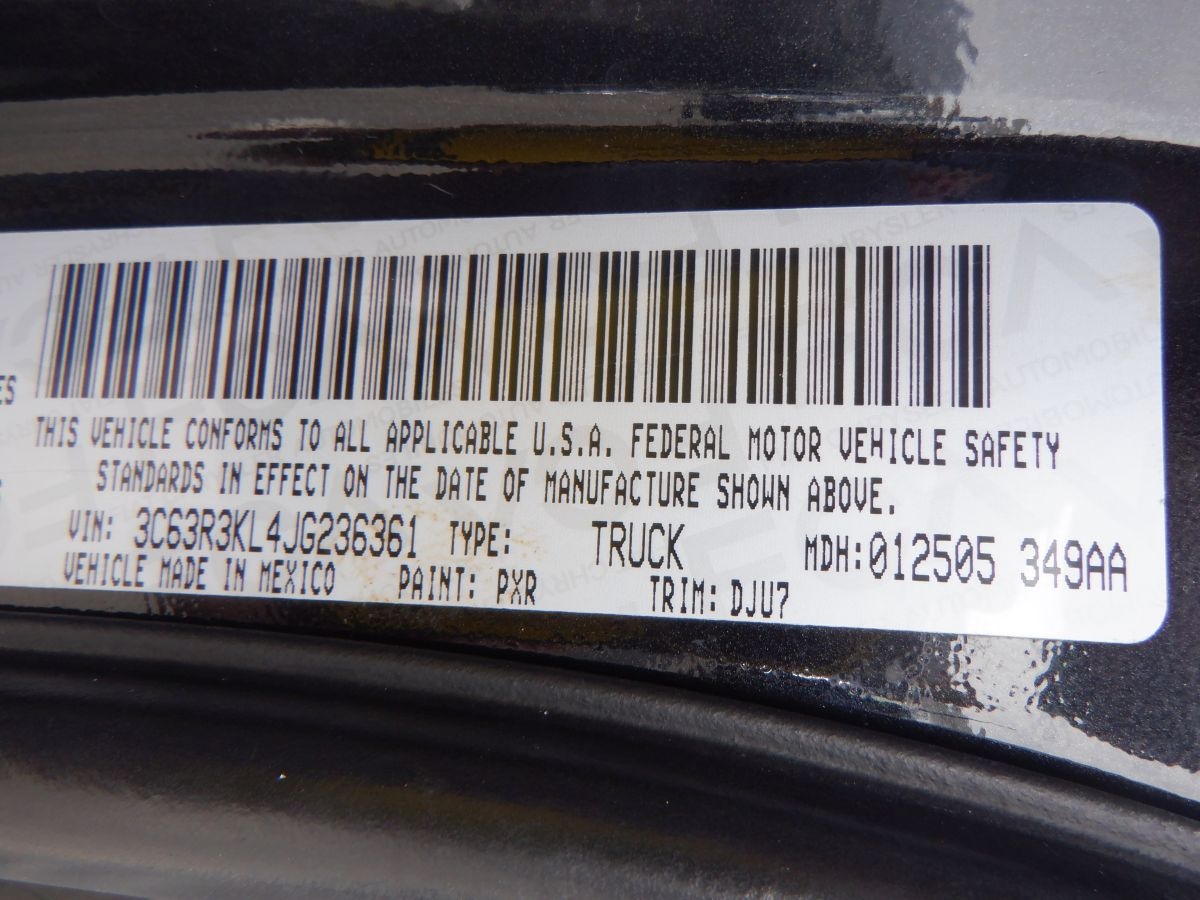 ES
THIS VEHICLE CONFORMS TO ALL APPLICABLE U.S.A. FEDERAL MOTOR VEHICLE SAFETY
STANDARDS IN EFFECT ON THE DATE OF MANUFACTURE SHOWN ABOVE.
VIN: 3C63R3KL4JG236361 TYPE: TRUCK MDH:012505 349AA
VEHICLE MADE IN MEXICO PAINT: PXR TRIM: DJU7